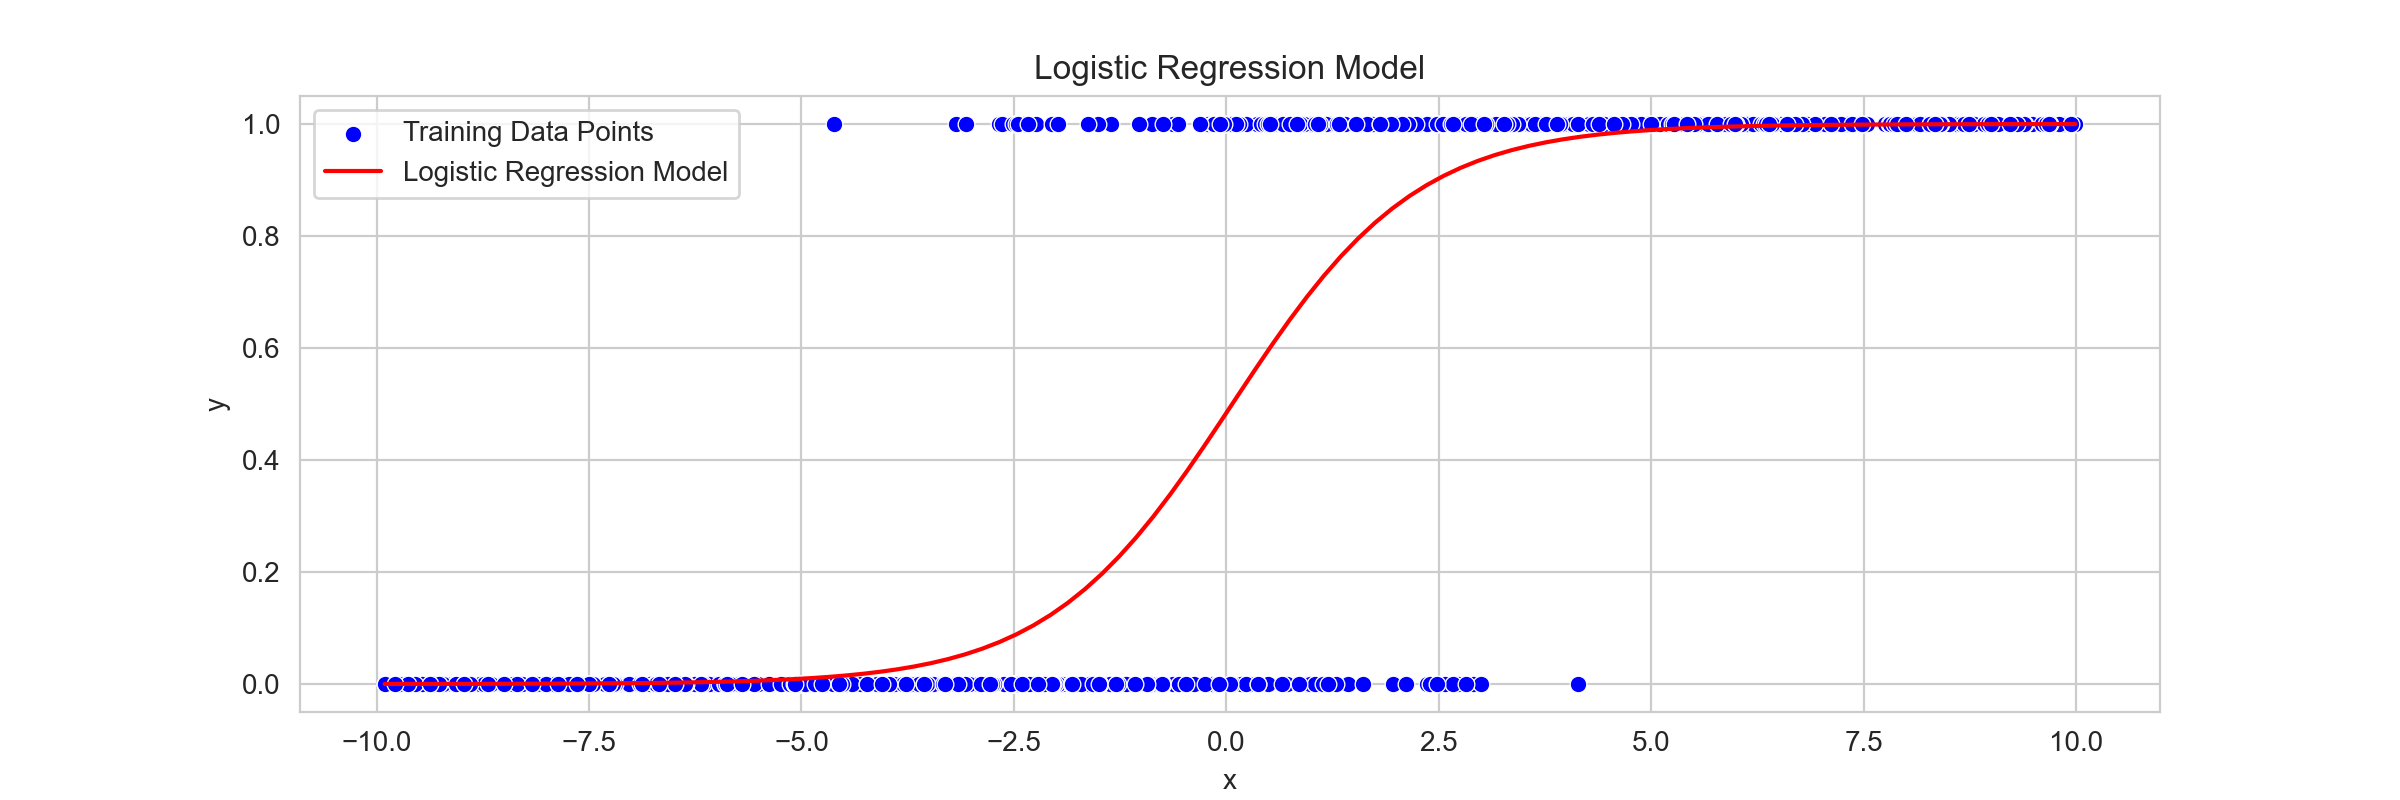 Logistic Regression Model
Training Data Points
Logistic Regression Model
1.0
0.8
0.6
0.4
0.2
0.0
y
−10.0 −7.5 −5.0 −2.5 0.0 2.5 5.0 7.5 10.0
x